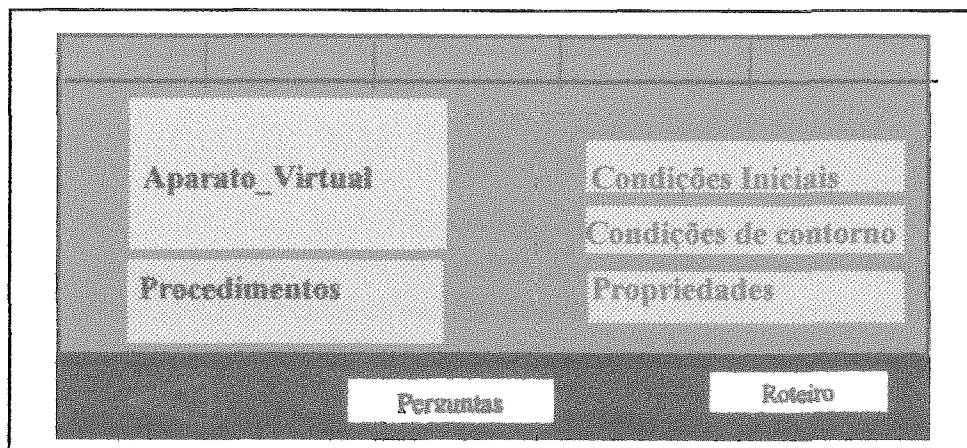 Aparato_Virtual
Procedimentos
Condições Iniciais
Condições de contorno
Propriedades
Perguntas
Roteiro